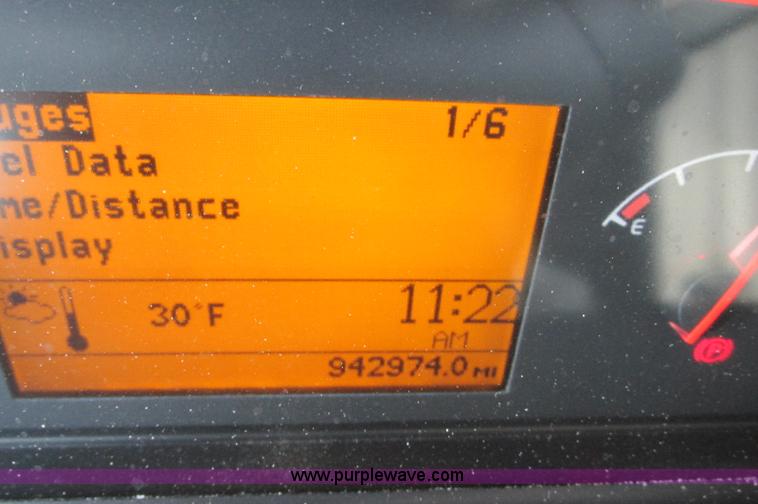 uges 1/6
el Data
me/Distance
isplay
30°F 11:22
AM
942974.0 MI
E
P
www.purplewave.com